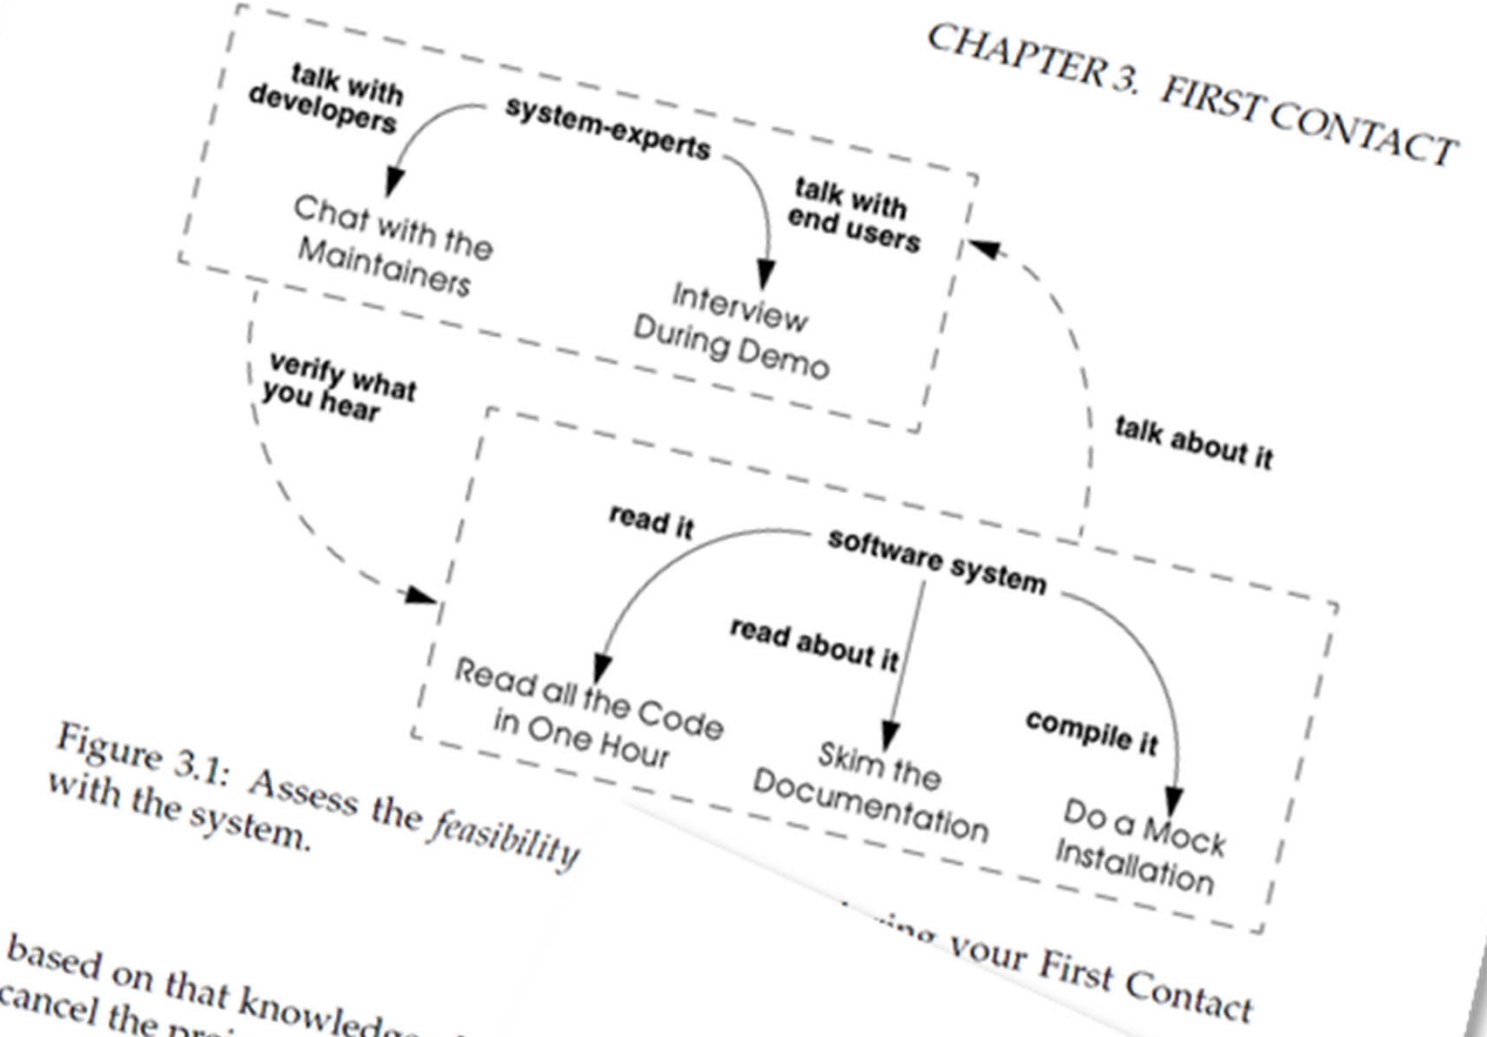 CHAPTER 3. FIRST CONTACT
talk with
developers
system-experts
talk with
end users
Chat with the
Maintainers
Interview
During Demo
verify what
you hear
talk about it
read it
software system
read about it
compile it
Read all the Code
in One Hour
Skim the
Documentation
Do a Mock
Installation
Figure 3.1: Assess the feasibility
with the system.
your First Contact
based on that knowledge
cancel the